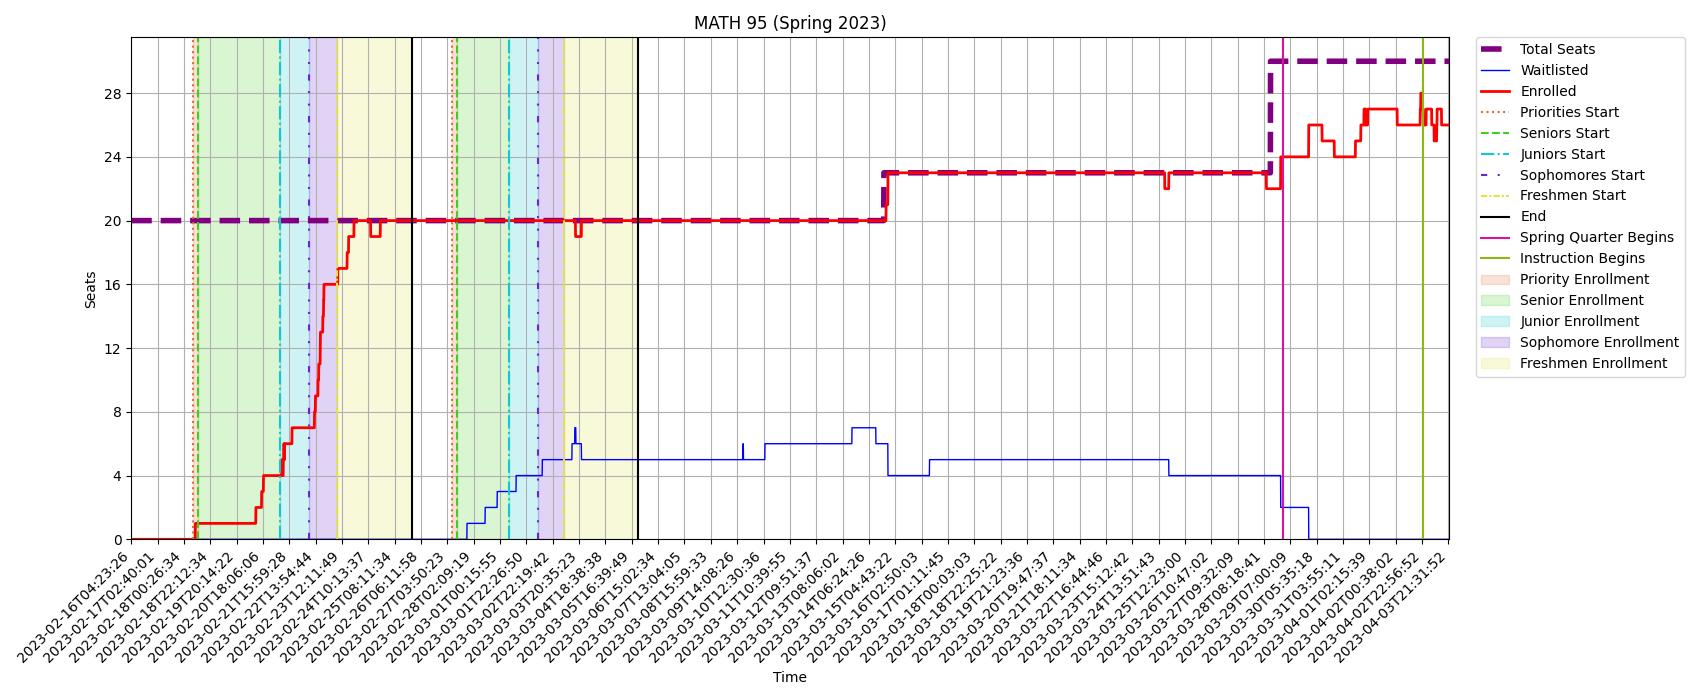 MATH 95 (Spring 2023)
Seats
28
24
20
16
12
8
4
0
2023-02-16T04:23:26
2023-02-17T02:40:01
2023-02-18T00:26:34
2023-02-18T22:12:34
2023-02-19T20:14:22
2023-02-20T18:06:06
2023-02-21T15:59:28
2023-02-22T13:54:44
2023-02-23T12:11:49
2023-02-24T10:13:37
2023-02-25T08:11:34
2023-02-26T06:11:58
2023-02-27T03:50:23
2023-02-28T02:09:19
2023-03-01T00:15:55
2023-03-01T22:26:50
2023-03-02T22:19:42
2023-03-03T20:35:23
2023-03-04T18:38:38
2023-03-05T16:39:49
2023-03-06T15:02:34
2023-03-07T13:04:05
2023-03-08T15:59:33
2023-03-09T14:08:26
2023-03-10T12:30:36
2023-03-11T10:39:55
2023-03-12T09:51:37
2023-03-13T08:06:02
2023-03-14T06:24:26
2023-03-15T04:43:22
2023-03-16T02:50:03
2023-03-17T01:11:45
2023-03-18T00:03:03
2023-03-18T22:25:22
2023-03-19T21:23:36
2023-03-20T19:47:37
2023-03-21T18:11:34
2023-03-22T16:44:46
2023-03-23T15:12:42
2023-03-24T13:51:43
2023-03-25T12:23:00
2023-03-26T10:47:02
2023-03-27T09:32:09
2023-03-28T08:18:41
2023-03-29T07:00:09
2023-03-30T05:35:18
2023-03-31T03:55:11
2023-04-01T02:15:39
2023-04-02T00:38:02
2023-04-02T22:56:52
2023-04-03T21:31:52
Time
Total Seats
Waitlisted
Enrolled
Priorities Start
Seniors Start
Juniors Start
Sophomores Start
Freshmen Start
End
Spring Quarter Begins
Instruction Begins
Priority Enrollment
Senior Enrollment
Junior Enrollment
Sophomore Enrollment
Freshmen Enrollment